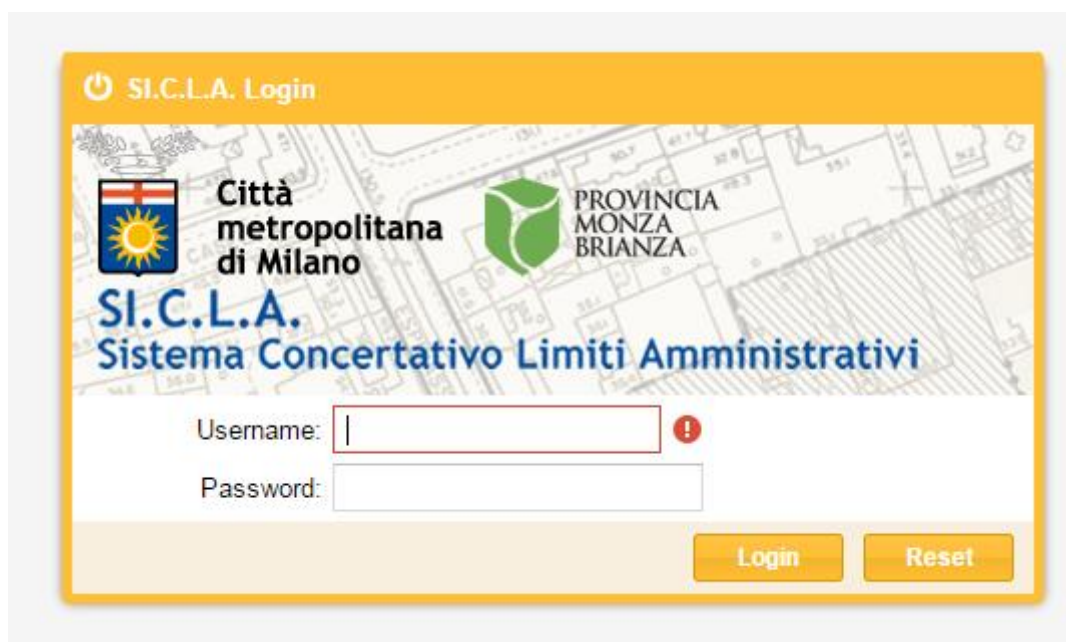 SI.C.L.A. Login
Città
metropolitana
di Milano
PROVINCIA
MONZA
BRIANZA
SI.C.L.A.
Sistema Concertativo Limiti Amministrativi
Username:
Password:
Login
Reset